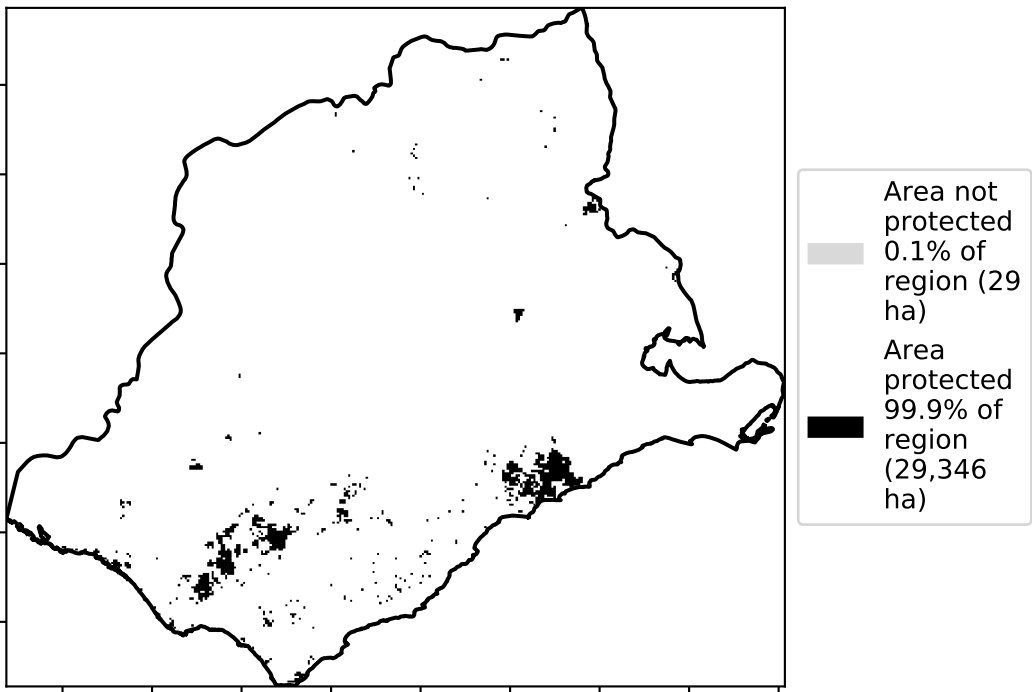 Area not
protected
0.1% of
region (29
ha)
Area
protected
99.9% of
region
(29,346
ha)